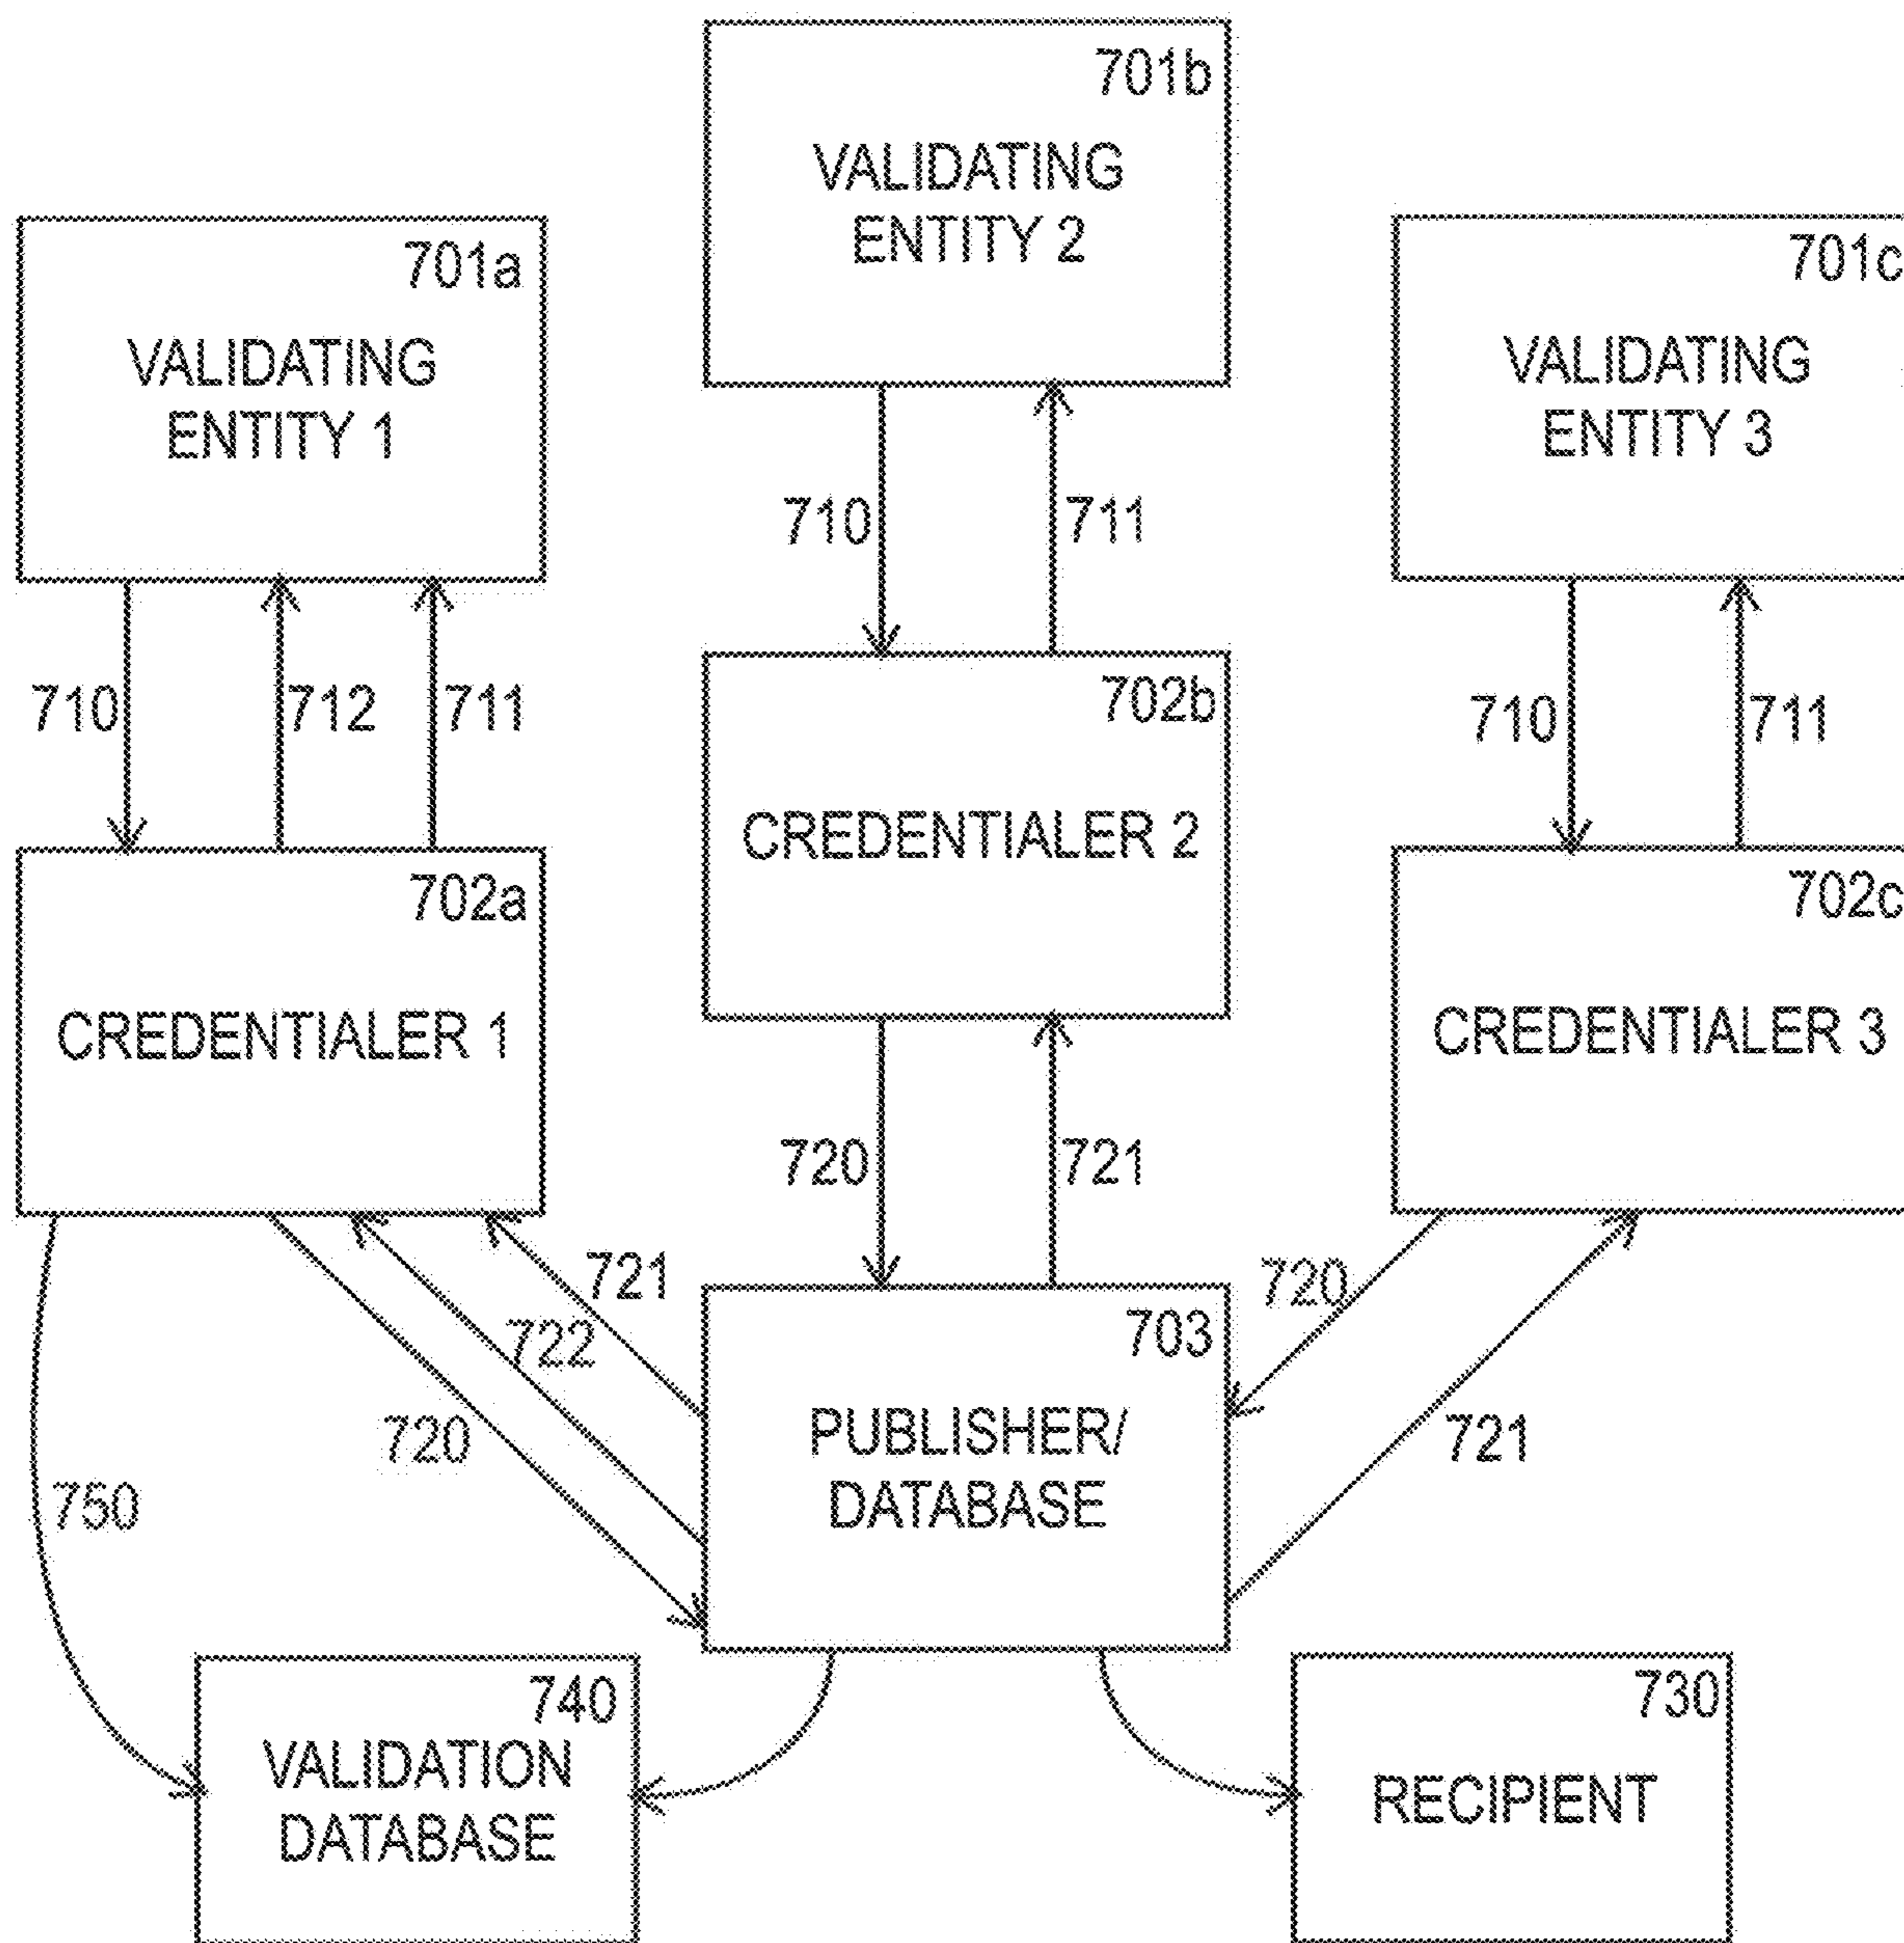 701b
VALIDATING
ENTITY 2
701a
VALIDATING
ENTITY 1
701c
VALIDATING
ENTITY 3
710
711
710
712
711
710
711
702b
CREDENTIALER 2
702a
CREDENTIALER 1
702c
CREDENTIALER 3
720
721
721
722
720
720
721
750
703
PUBLISHER/
DATABASE
740
VALIDATION
DATABASE
730
RECIPIENT